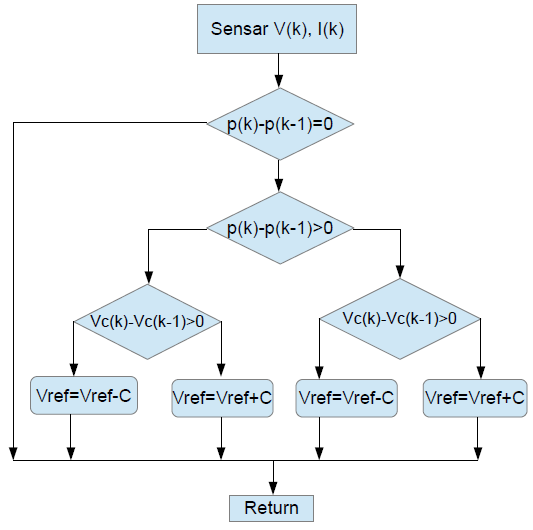 Sensar V(k), I(k)
p(k)-p(k-1)=0
p(k)-p(k-1)>0
Vc(k)-Vc(k-1)>0
Vc(k)-Vc(k-1)>0
Vref=Vref-C
Vref=Vref+C
Vref=Vref-C
Vref=Vref+C
Return